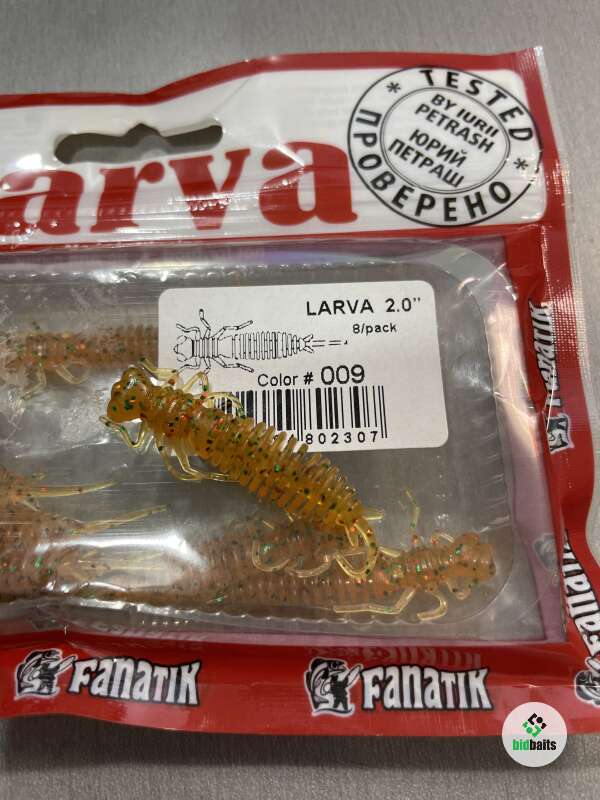 arva
TESTED
BY IURII
PETRASH
ЮРИЙ
ПЕТРАШ
ПРОВЕРЕНО
LARVA 2.0"
8/pack
Color # 009
802307
FANATIK
FANATIK
bidbaits